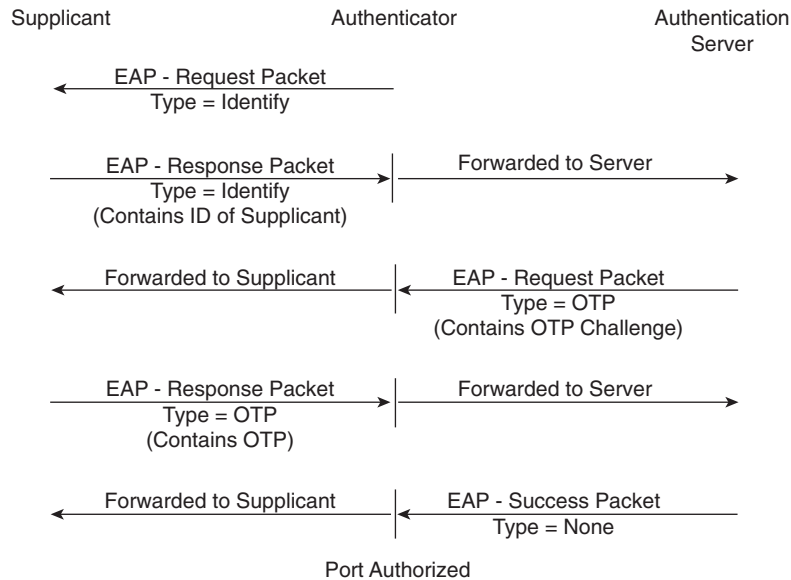 Supplicant
Authenticator
Authentication
Server
EAP - Request Packet
Type = Identify
EAP - Response Packet
Type = Identify
(Contains ID of Supplicant)
Forwarded to Server
Forwarded to Supplicant
EAP - Request Packet
Type = OTP
(Contains OTP Challenge)
EAP - Response Packet
Type = OTP
(Contains OTP)
Forwarded to Server
Forwarded to Supplicant
EAP - Success Packet
Type = None
Port Authorized